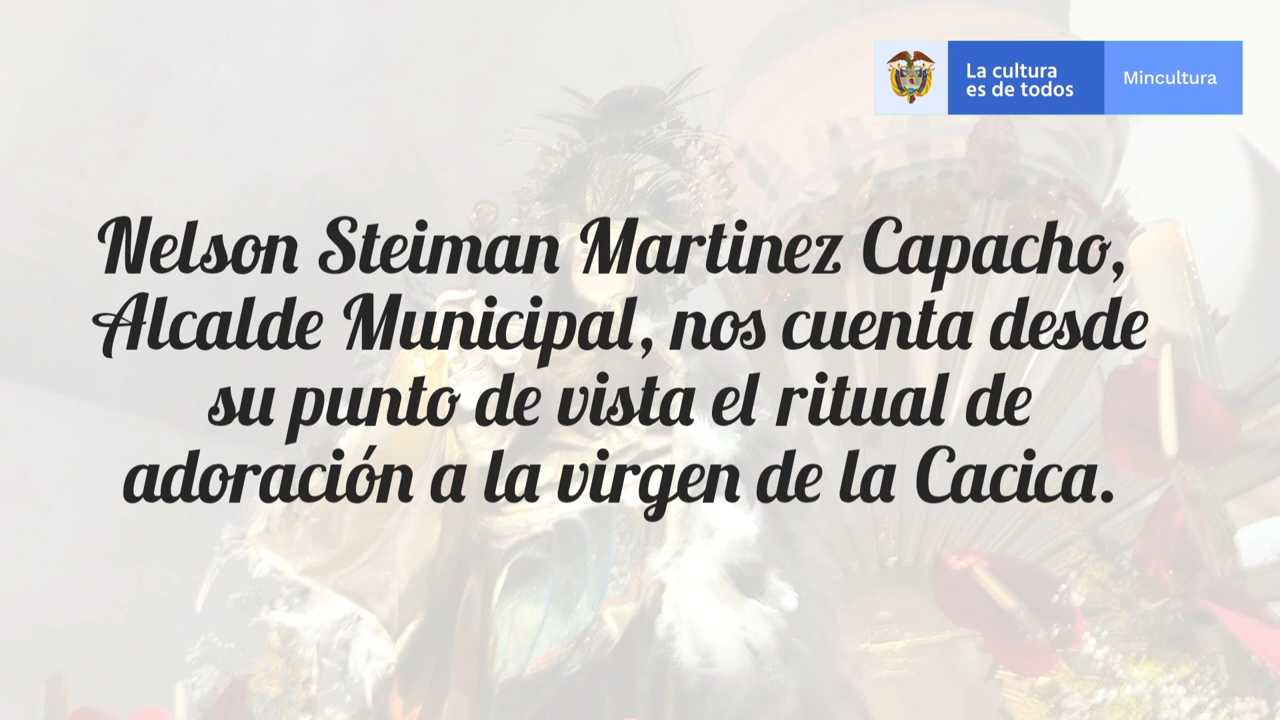 La cultura
es de todos
Mincultura
Nelson Steiman Martinez Capacho,
Alcalde Municipal, nos cuenta desde
su punto de vista el ritual de
adoración a la virgen de la Cacica.